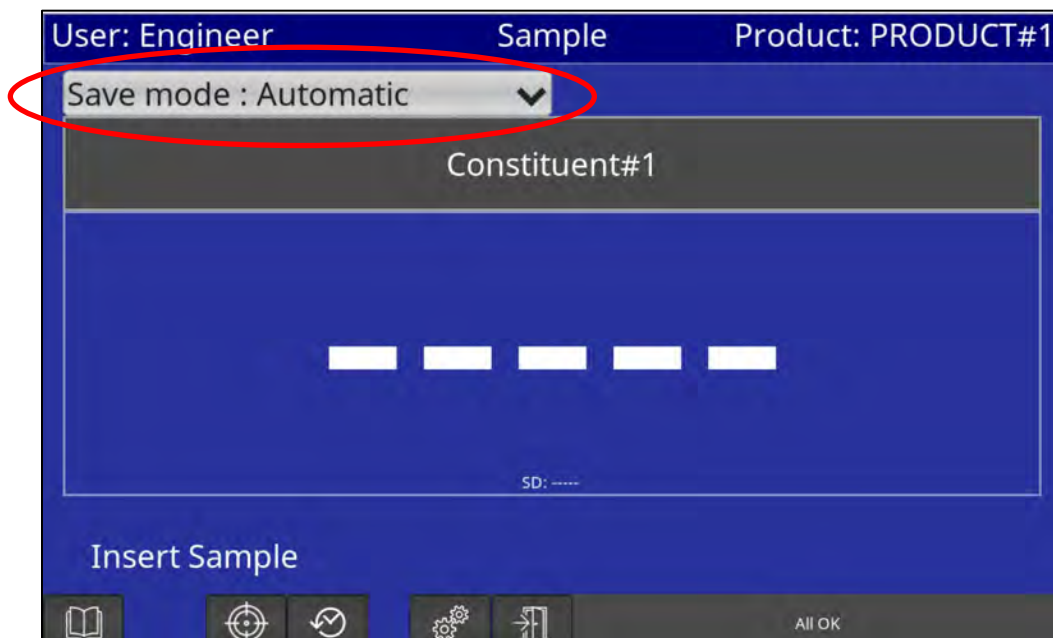 User: Engineer Sample Product: PRODUCT#1
Save mode : Automatic
Constituent#1
-----
SD: -----
Insert Sample
All OK